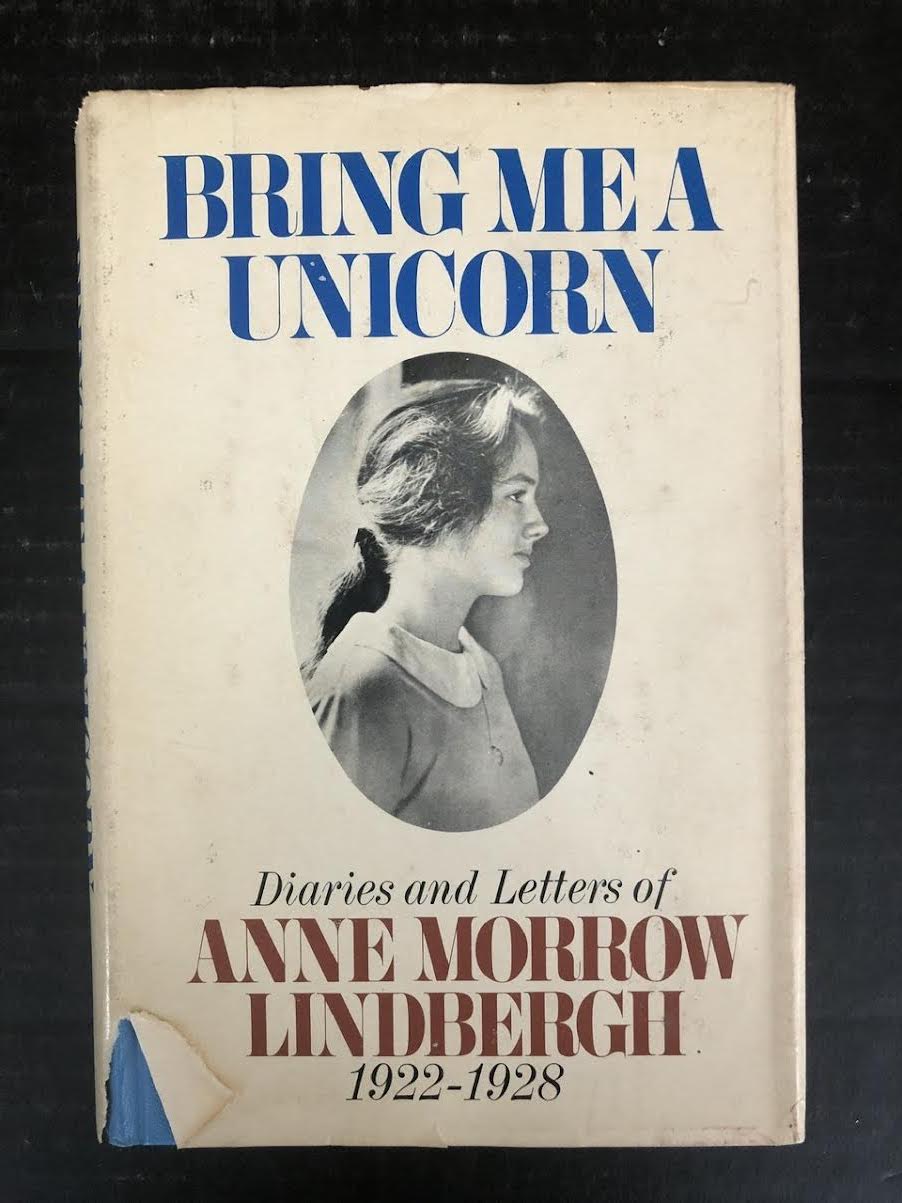 BRING ME A
UNICORN
Diaries and Letters of
ANNE MORROW
LINDBERGH
1922-1928